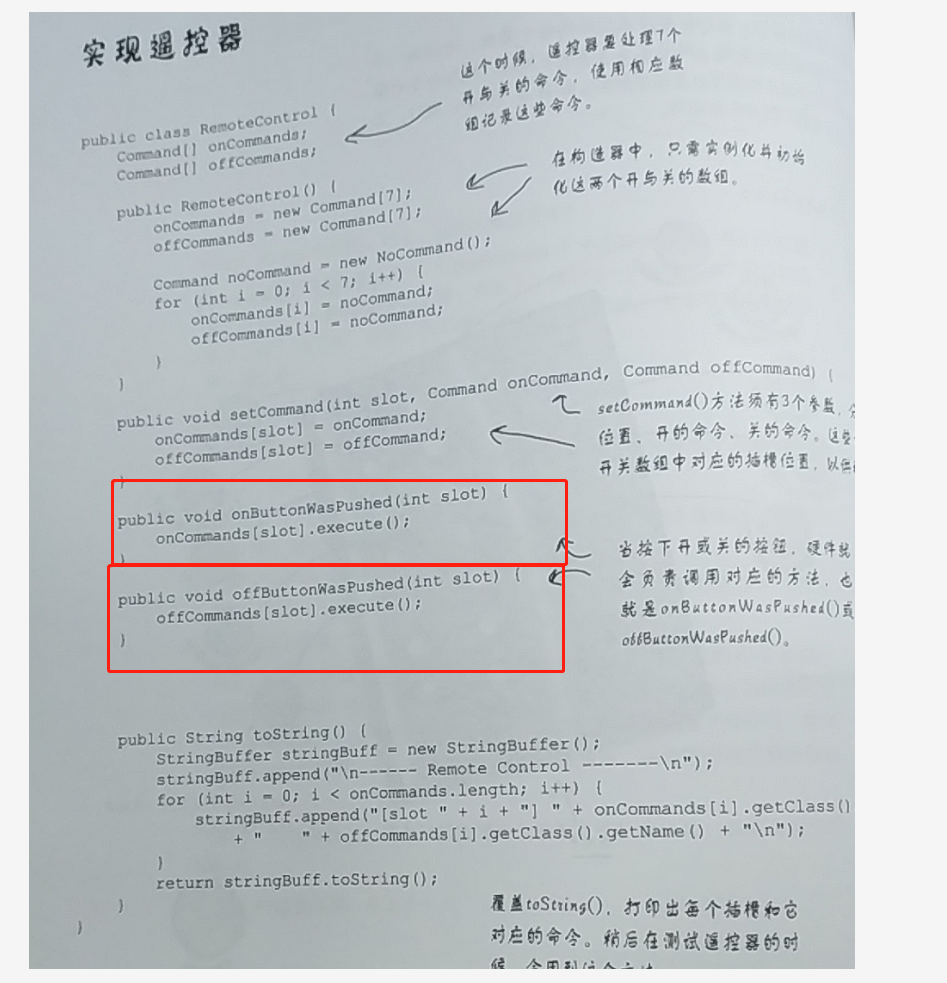 实现遥控器
这个时候，遥控器要处理7个
开与关的命令，使用相应数
组记录这些命令。
public class RemoteControl {
Command[] onCommands;
Command[] offCommands;
在构造器中，只需实例化并初始
化这两个开与关的数组。
public RemoteControl() {
onCommands = new Command[7];
offCommands = new Command[7];
Command noCommand = new NoCommand();
for (int i = 0; i < 7; i++) {
onCommands[i] = noCommand;
offCommands[i] = noCommand;
}
}
public void setCommand(int slot, Command onCommand, Command offCommand) {
onCommands[slot] = onCommand;
offCommands[slot] = offCommand;
}
setCommand()方法须有3个参数，
位置、开的命令、关的命令。这些
开关数组中对应的插槽位置，以供
public void onButtonWasPushed(int slot) {
onCommands[slot].execute();
}
public void offButtonWasPushed(int slot) {
offCommands[slot].execute();
}
当按下开或关的按钮，硬件就
会负责调用对应的方法，也
就是onButtonWasPushed()或
offButtonWasPushed()。
public String toString() {
StringBuffer stringBuff = new StringBuffer();
stringBuff.append("\n------ Remote Control -------\n");
for (int i = 0; i < onCommands.length; i++) {
stringBuff.append("[slot " + i + "] " + onCommands[i].getClass()
+ "    " + offCommands[i].getClass().getName() + "\n");
}
return stringBuff.toString();
}
}
覆盖toString()，打印出每个插槽和它
对应的命令。稍后在测试遥控器的时
候，会用到这个方法